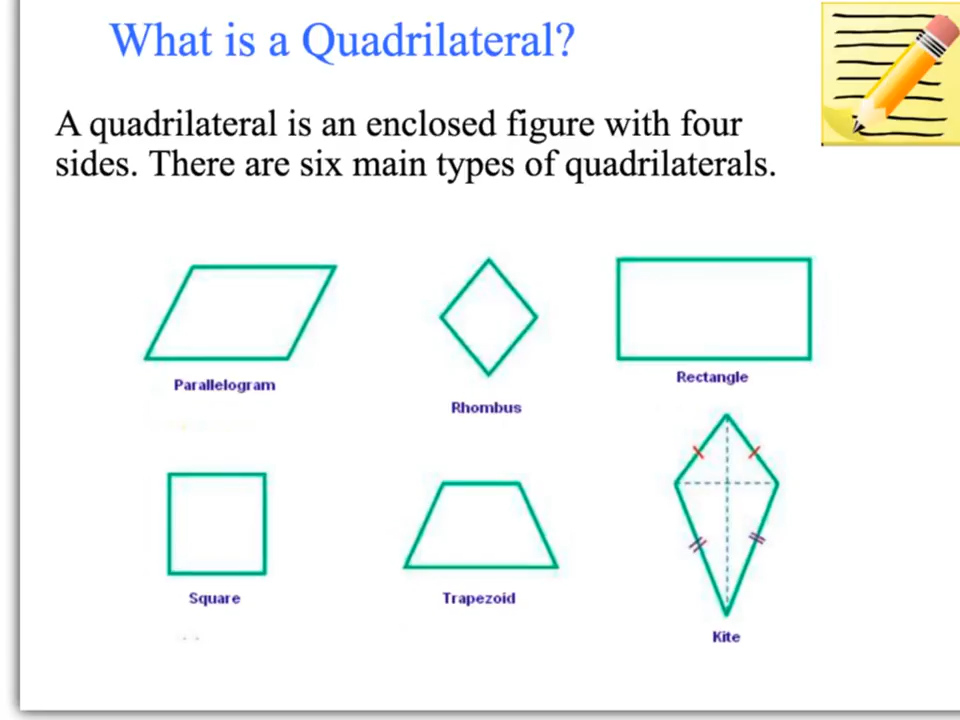 What is a Quadrilateral?
A quadrilateral is an enclosed figure with four
sides. There are six main types of quadrilaterals.
Parallelogram
Rhombus
Rectangle
Square
Trapezoid
Kite